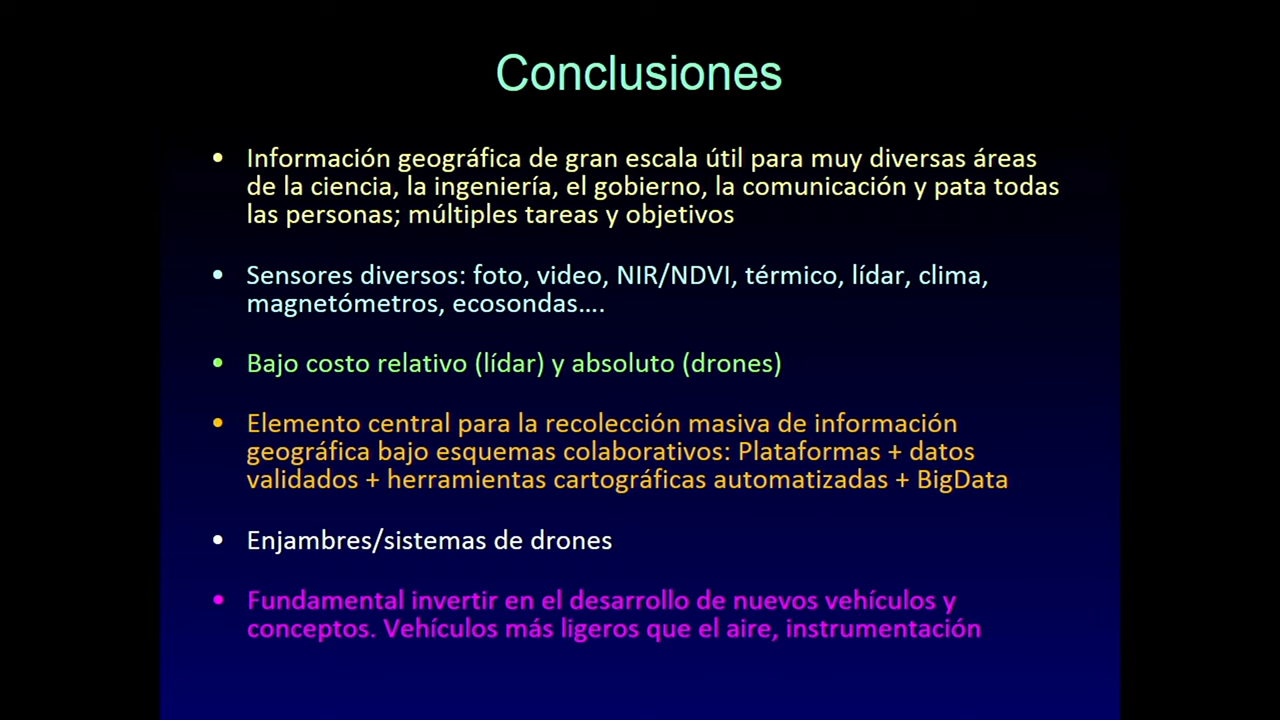 Conclusiones
• Información geográfica de gran escala útil para muy diversas áreas
de la ciencia, la ingeniería, el gobierno, la comunicación y pata todas
las personas; múltiples tareas y objetivos
• Sensores diversos: foto, video, NIR/NDVI, térmico, lídar, clima,
magnetómetros, ecosondas….
• Bajo costo relativo (lídar) y absoluto (drones)
• Elemento central para la recolección masiva de información
geográfica bajo esquemas colaborativos: Plataformas + datos
validados + herramientas cartográficas automatizadas + BigData
• Enjambres/sistemas de drones
• Fundamental invertir en el desarrollo de nuevos vehículos y
conceptos. Vehículos más ligeros que el aire, instrumentación